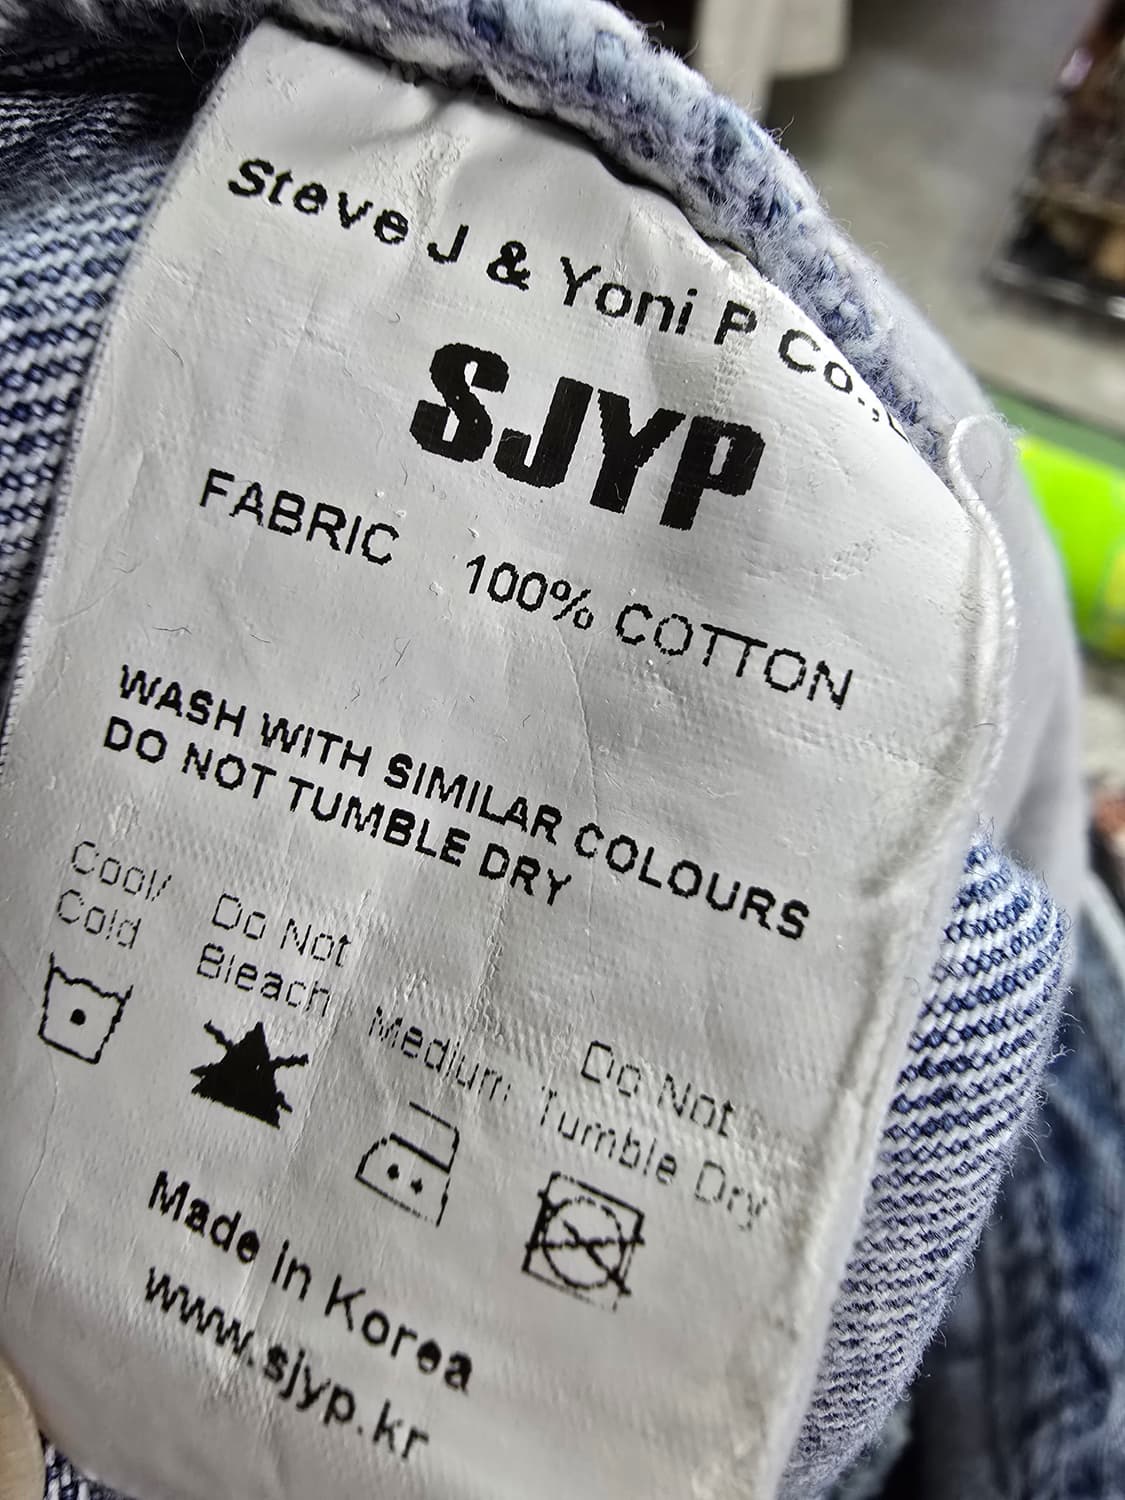 Steve J & Yoni P Co.,
SJYP
FABRIC 100% COTTON
WASH WITH SIMILAR COLOURS
DO NOT TUMBLE DRY
Cool/
Cold
Do Not
Bleach
Medium
Do Not
Tumble Dry
Made in Korea
www.sjyp.kr